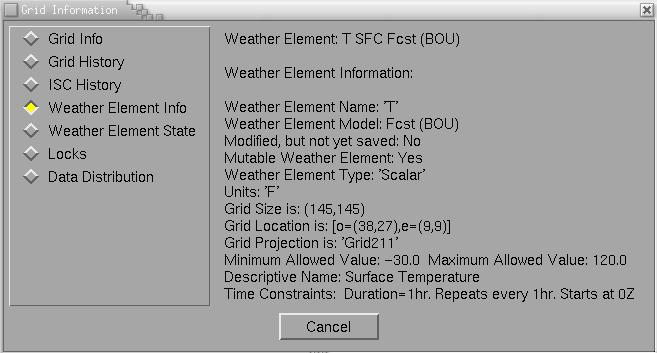 Grid Information
Grid Info
Grid History
ISC History
Weather Element Info
Weather Element State
Locks
Data Distribution
Weather Element: T SFC Fcst (BOU)
Weather Element Information:
Weather Element Name: 'T'
Weather Element Model: Fcst (BOU)
Modified, but not yet saved: No
Mutable Weather Element: Yes
Weather Element Type: 'Scalar'
Units: 'F'
Grid Size is: (145,145)
Grid Location is: [o=(38,27),e=(9,9)]
Grid Projection is: 'Grid211'
Minimum Allowed Value: -30.0  Maximum Allowed Value: 120.0
Descriptive Name: Surface Temperature
Time Constraints:  Duration=1hr. Repeats every 1hr. Starts at 0Z
Cancel